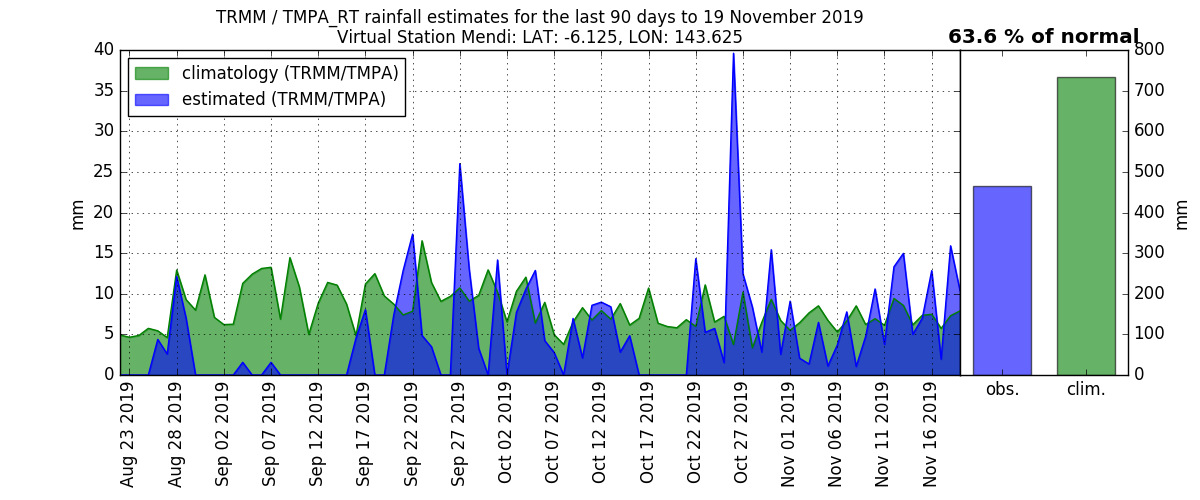 TRMM / TMPA_RT rainfall estimates for the last 90 days to 19 November 2019
Virtual Station Mendi: LAT: -6.125, LON: 143.625
63.6 % of normal
climatology (TRMM/TMPA)
estimated (TRMM/TMPA)
mm
40
35
30
25
20
15
10
5
0
Aug 23 2019
Aug 28 2019
Sep 02 2019
Sep 07 2019
Sep 12 2019
Sep 17 2019
Sep 22 2019
Sep 27 2019
Oct 02 2019
Oct 07 2019
Oct 12 2019
Oct 17 2019
Oct 22 2019
Oct 27 2019
Nov 01 2019
Nov 06 2019
Nov 11 2019
Nov 16 2019
obs.
clim.
800
700
600
500
400
300
200
100
0
mm